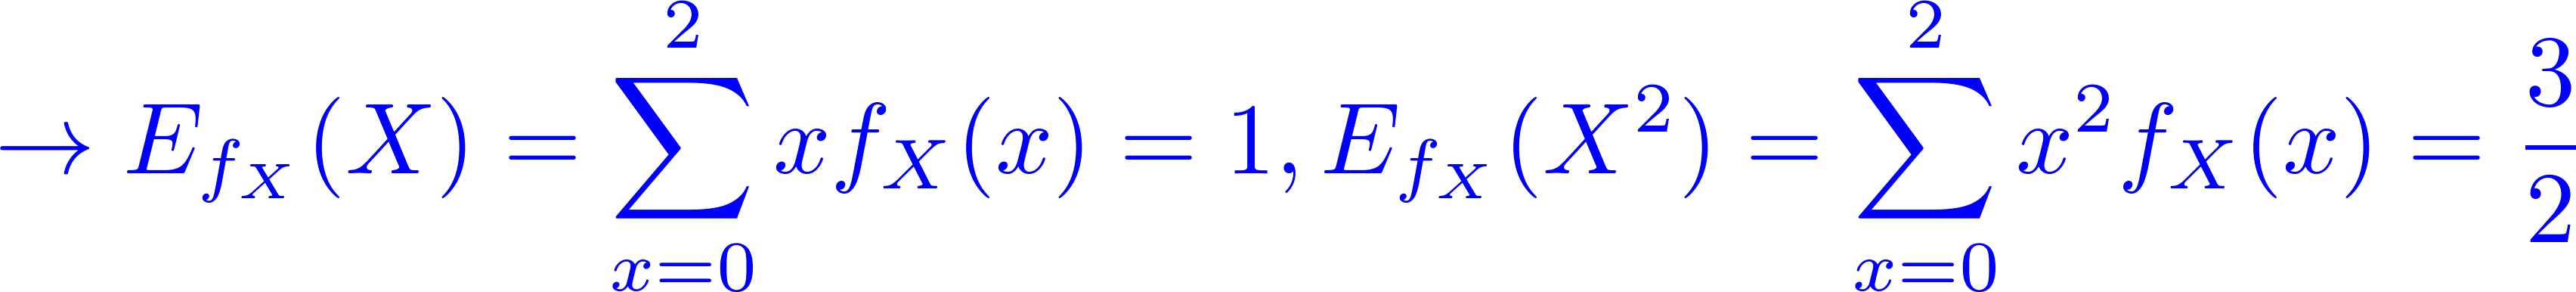 → E_{f_X}(X) = \sum_{x=0}^{2} x f_X(x) = 1, E_{f_X}(X^2) = \sum_{x=0}^{2} x^2 f_X(x) = \frac{3}{2}